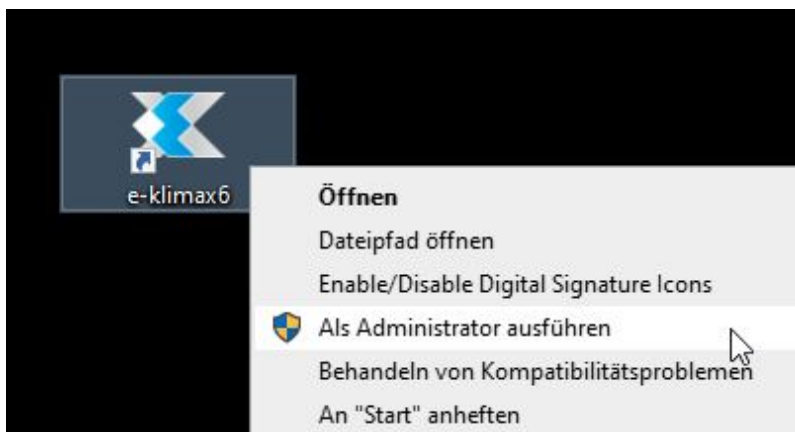 e-klimax6
Öffnen
Dateipfad öffnen
Enable/Disable Digital Signature Icons
Als Administrator ausführen
Behandeln von Kompatibilitätsproblemen
An "Start" anheften